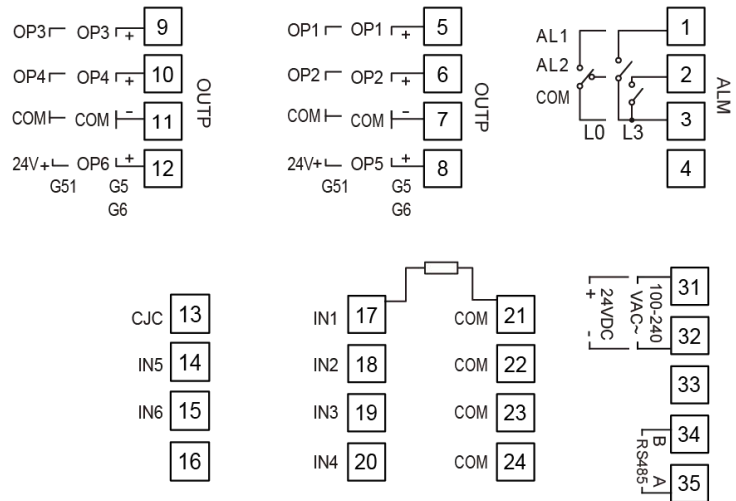 OP3 OP3 + 9
OP4 OP4 + 10
COM COM - 11
24V+ OP6 + 12
G51 G5
G6
OUTP
OP1 OP1 + 5
OP2 OP2 + 6
COM COM - 7
24V+ OP5 + 8
G51 G5
G6
OUTP
AL1 1
AL2 2
COM 3
L0 L3
4
ALM
CJC 13
IN5 14
IN6 15
16
IN1 17
IN2 18
IN3 19
IN4 20
COM 21
COM 22
COM 23
COM 24
31
32
33
34
35
100-240
VAC~
24VDC
+ -
B A
RS485